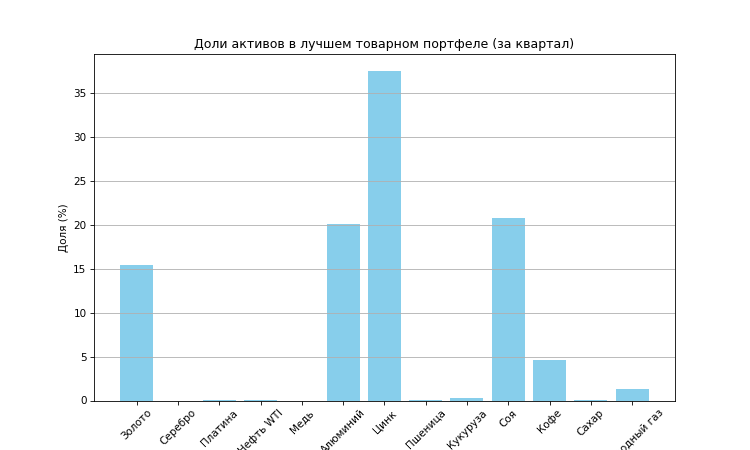 Доли активов в лучшем товарном портфеле (за квартал)
Доля (%)
35
30
25
20
15
10
5
0
Золото
Серебро
Платина
Нефть WTI
Медь
Алюминий
Цинк
Пшеница
Кукуруза
Соя
Кофе
Сахар
газ